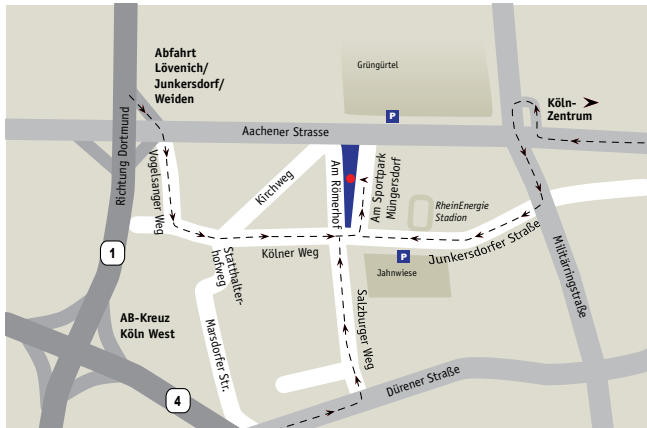 Abfahrt
Lövenich/
Junkersdorf/
Weiden
Grüngürtel
P
Köln-
Zentrum
Richtung Dortmund
Aachener Strasse
Vogelsanger Weg
Kirchweg
Am Römerhof
Am Sportpark
Müngersdorf
RheinEnergie
Stadion
1
Statthalter-
hofweg
Kölner Weg
P
Jahnwiese
Junkersdorfer Straße
Militärringstraße
AB-Kreuz
Köln West
Marsdorfer Str.
Salzburger Weg
Dürener Straße
4